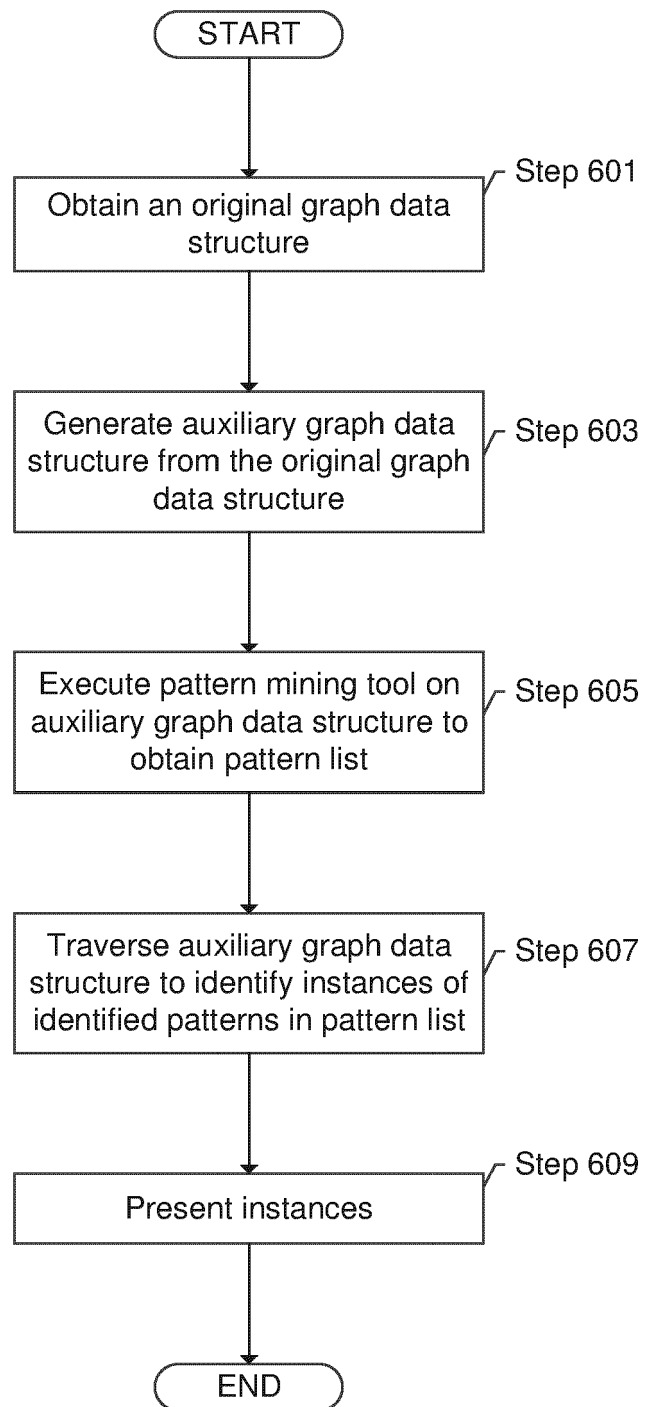 START
Step 601
Obtain an original graph data
structure
Step 603
Generate auxiliary graph data
structure from the original graph
data structure
Step 605
Execute pattern mining tool on
auxiliary graph data structure to
obtain pattern list
Step 607
Traverse auxiliary graph data
structure to identify instances of
identified patterns in pattern list
Step 609
Present instances
END